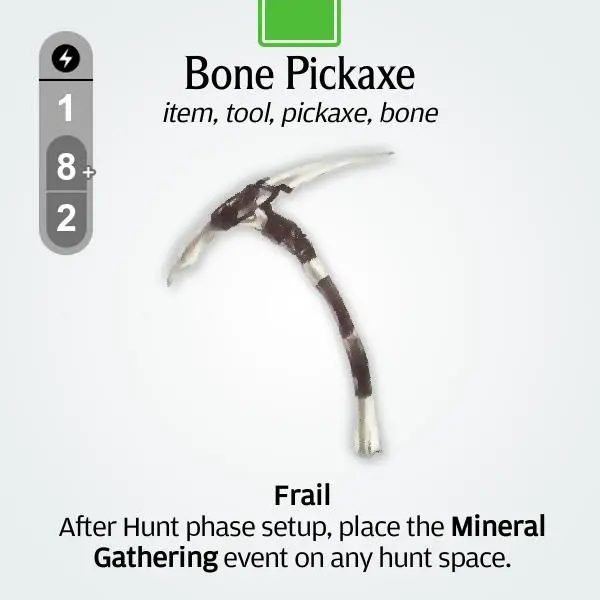 Bone Pickaxe
item, tool, pickaxe, bone
1
8+
2
Frail
After Hunt phase setup, place the Mineral
Gathering event on any hunt space.